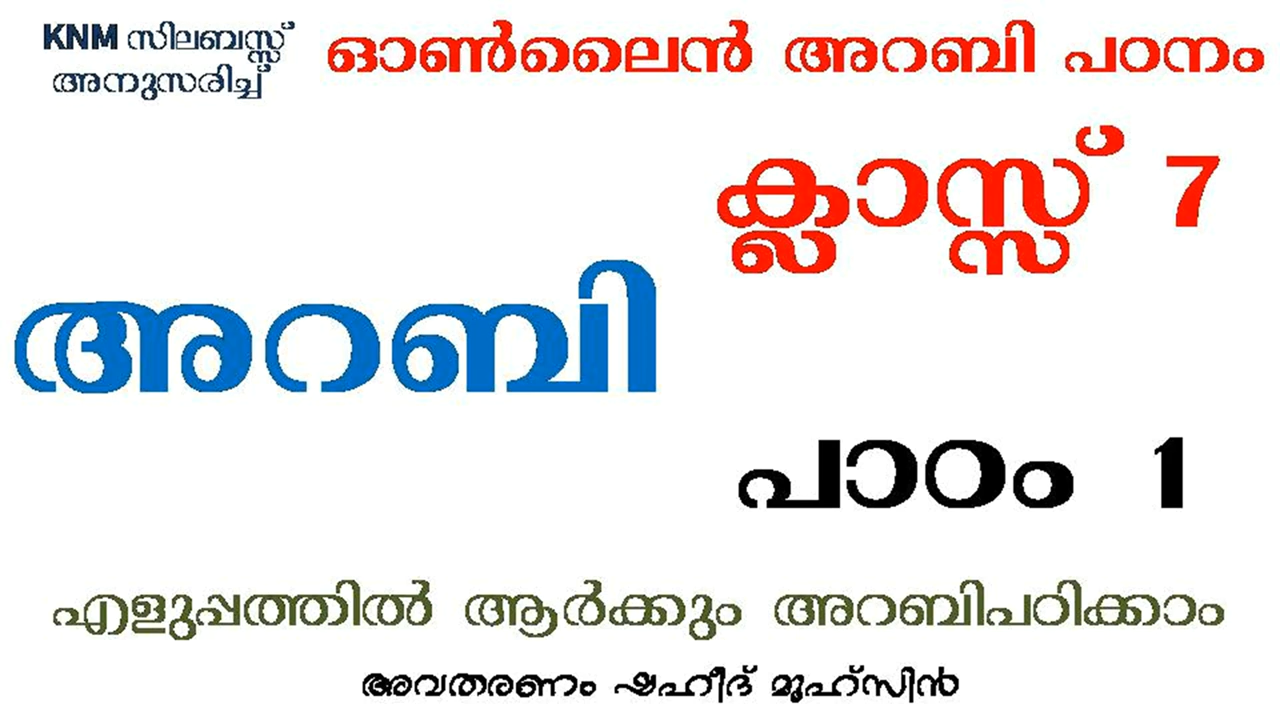 KNM സിലബസ്സ്
അനുസരിച്ച്
ഓൺലൈൻ അറബി പഠനം
ക്ലാസ്സ് 7
അറബി
പാഠം 1
എളുപ്പത്തിൽ ആർക്കും അറബിപഠിക്കാം
അവതരണം ഷഹീദ് മൂഹ്സിൻ